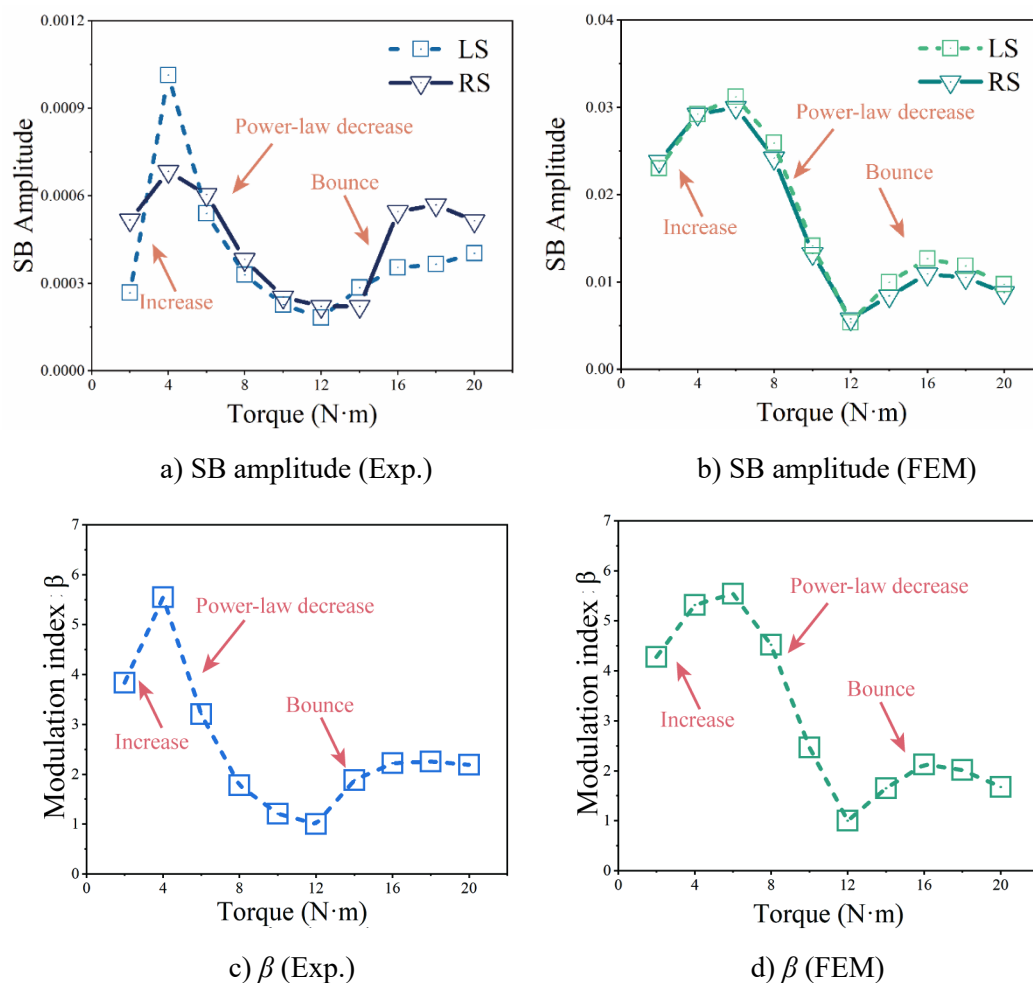 0.0012
0.0009
0.0006
0.0003
0.0000
SB Amplitude
LS
RS
Power-law decrease
Bounce
Increase
0 4 8 12 16 20
Torque (N·m)
a) SB amplitude (Exp.)
0.04
0.03
0.02
0.01
0.00
SB Amplitude
LS
RS
Power-law decrease
Bounce
Increase
0 4 8 12 16 20
Torque (N·m)
b) SB amplitude (FEM)
7
6
5
4
3
2
1
0
Modulation index : β
Power-law decrease
Bounce
Increase
0 4 8 12 16 20
Torque (N·m)
c) β (Exp.)
7
6
5
4
3
2
1
0
Modulation index : β
Power-law decrease
Bounce
Increase
0 4 8 12 16 20
Torque (N·m)
d) β (FEM)